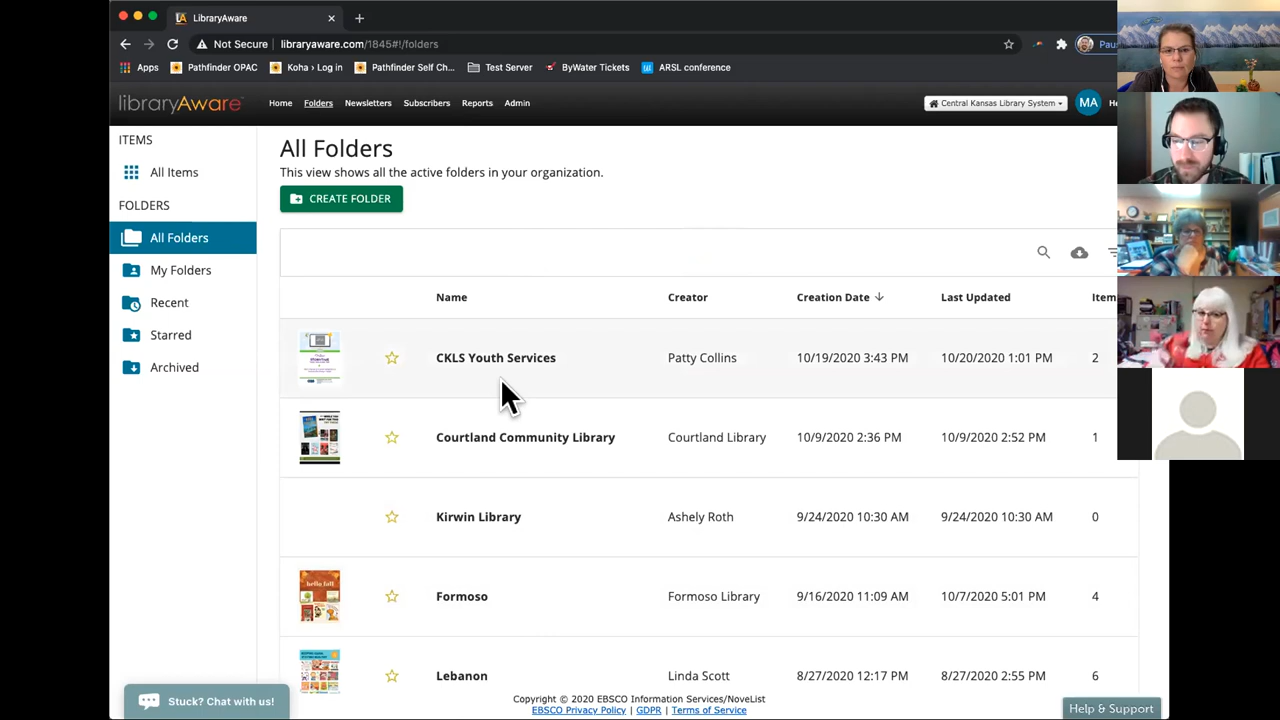 LibraryAware
Not Secure | libraryaware.com/1845#!/folders
Apps Pathfinder OPAC Koha › Log in Pathfinder Self Ch... Test Server ByWater Tickets ARSL conference
libraryAware Home Folders Newsletters Subscribers Reports Admin Central Kansas Library System MA
ITEMS
All Items
FOLDERS
All Folders
My Folders
Recent
Starred
Archived
All Folders
This view shows all the active folders in your organization.
CREATE FOLDER
Name Creator Creation Date Last Updated Item
CKLS Youth Services Patty Collins 10/19/2020 3:43 PM 10/20/2020 1:01 PM 2
Courtland Community Library Courtland Library 10/9/2020 2:36 PM 10/9/2020 2:52 PM 1
Kirwin Library Ashely Roth 9/24/2020 10:30 AM 9/24/2020 10:30 AM 0
hello fall
Formoso Formoso Library 9/16/2020 11:09 AM 10/7/2020 5:01 PM 4
Lebanon Linda Scott 8/27/2020 12:17 PM 8/27/2020 2:55 PM 6
Copyright © 2020 EBSCO Information Services/NoveList
EBSCO Privacy Policy | GDPR | Terms of Service
Stuck? Chat with us!
Help & Support